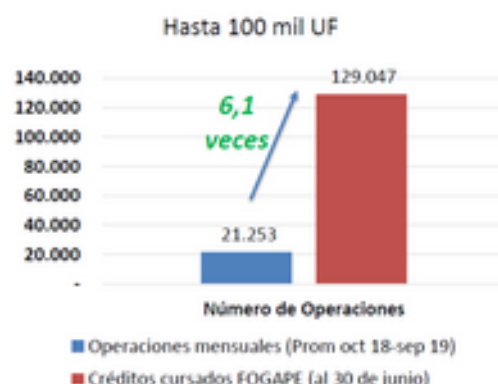 Hasta 100 mil UF
140.000
129.047
120.000
6,1
veces
100.000
80.000
60.000
40.000
21.253
20.000
-
Número de Operaciones
Operaciones mensuales (Prom oct 18-sep 19)
Créditos cursados FOGAPE (al 30 de junio)